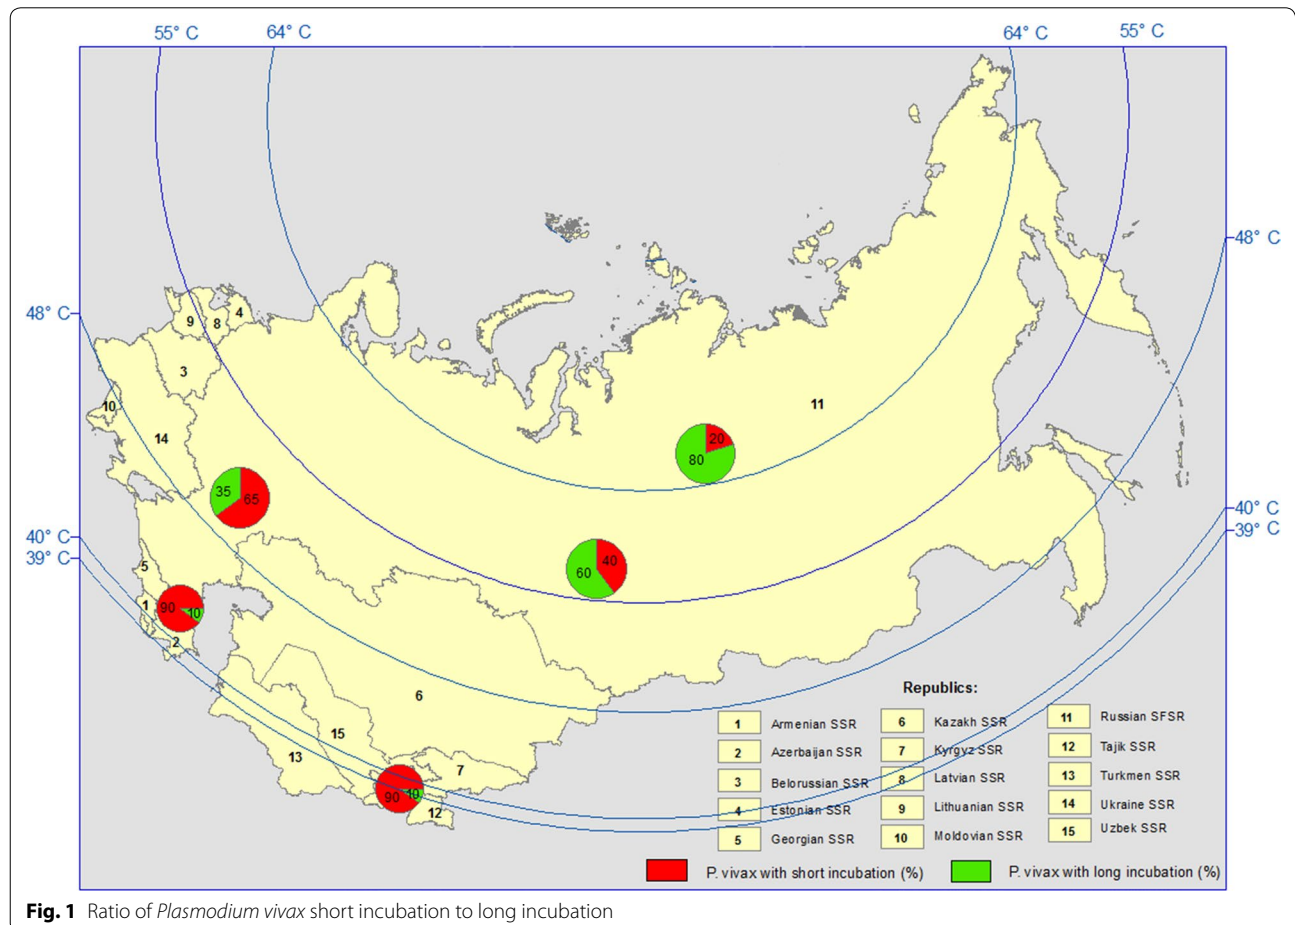 55° C
64° C
64° C
55° C
48° C
48° C
9
8
4
3
10
14
11
20
80
35
65
40° C
39° C
40° C
39° C
40
60
5
1
90
10
2
6
15
13
7
90
10
12
Republics:
1 Armenian SSR
2 Azerbaijan SSR
3 Belorussian SSR
4 Estonian SSR
5 Georgian SSR
6 Kazakh SSR
7 Kyrgyz SSR
8 Latvian SSR
9 Lithuanian SSR
10 Moldovian SSR
11 Russian SFSR
12 Tajik SSR
13 Turkmen SSR
14 Ukraine SSR
15 Uzbek SSR
P. vivax with short incubation (%)
P. vivax with long incubation (%)
Fig. 1 Ratio of Plasmodium vivax short incubation to long incubation